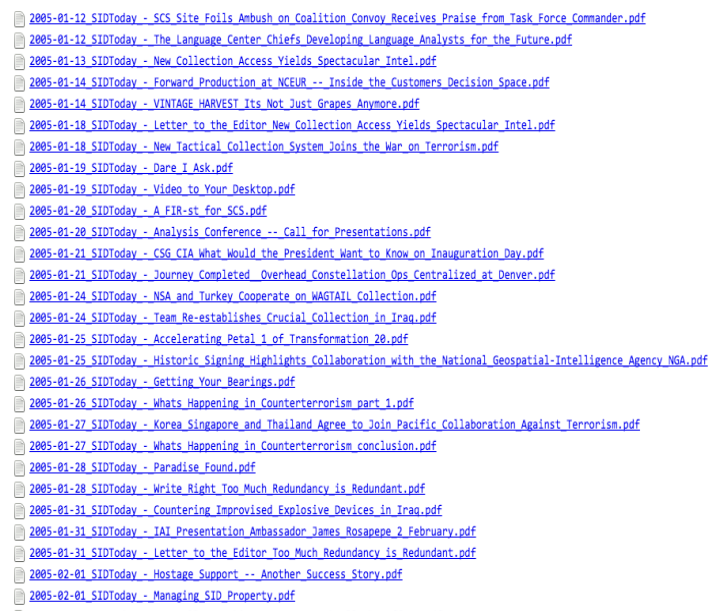 2005-01-12_SIDToday_-_SCS_Site_Foils_Ambush_on_Coalition_Convoy_Receives_Praise_from_Task_Force_Commander.pdf
2005-01-12_SIDToday_-_The_Language_Center_Chiefs_Developing_Language_Analysts_for_the_Future.pdf
2005-01-13_SIDToday_-_New_Collection_Access_Yields_Spectacular_Intel.pdf
2005-01-14_SIDToday_-_Forward_Production_at_NCEUR_--_Inside_the_Customers_Decision_Space.pdf
2005-01-14_SIDToday_-_VINTAGE_HARVEST_Its_Not_Just_Grapes_Anymore.pdf
2005-01-18_SIDToday_-_Letter_to_the_Editor_New_Collection_Access_Yields_Spectacular_Intel.pdf
2005-01-18_SIDToday_-_New_Tactical_Collection_System_Joins_the_War_on_Terrorism.pdf
2005-01-19_SIDToday_-_Dare_I_Ask.pdf
2005-01-19_SIDToday_-_Video_to_Your_Desktop.pdf
2005-01-20_SIDToday_-_A_FIR-st_for_SCS.pdf
2005-01-20_SIDToday_-_Analysis_Conference_--_Call_for_Presentations.pdf
2005-01-21_SIDToday_-_CSG_CIA_What_Would_the_President_Want_to_Know_on_Inauguration_Day.pdf
2005-01-21_SIDToday_-_Journey_Completed__Overhead_Constellation_Ops_Centralized_at_Denver.pdf
2005-01-24_SIDToday_-_NSA_and_Turkey_Cooperate_on_WAGTAIL_Collection.pdf
2005-01-24_SIDToday_-_Team_Re-establishes_Crucial_Collection_in_Iraq.pdf
2005-01-25_SIDToday_-_Accelerating_Petal_1_of_Transformation_20.pdf
2005-01-25_SIDToday_-_Historic_Signing_Highlights_Collaboration_with_the_National_Geospatial-Intelligence_Agency_NGA.pdf
2005-01-26_SIDToday_-_Getting_Your_Bearings.pdf
2005-01-26_SIDToday_-_Whats_Happening_in_Counterterrorism_part_1.pdf
2005-01-27_SIDToday_-_Korea_Singapore_and_Thailand_Agree_to_Join_Pacific_Collaboration_Against_Terrorism.pdf
2005-01-27_SIDToday_-_Whats_Happening_in_Counterterrorism_conclusion.pdf
2005-01-28_SIDToday_-_Paradise_Found.pdf
2005-01-28_SIDToday_-_Write_Right_Too_Much_Redundancy_is_Redundant.pdf
2005-01-31_SIDToday_-_Countering_Improvised_Explosive_Devices_in_Iraq.pdf
2005-01-31_SIDToday_-_IAI_Presentation_Ambassador_James_Rosapepe_2_February.pdf
2005-01-31_SIDToday_-_Letter_to_the_Editor_Too_Much_Redundancy_is_Redundant.pdf
2005-02-01_SIDToday_-_Hostage_Support_--_Another_Success_Story.pdf
2005-02-01_SIDToday_-_Managing_SID_Property.pdf